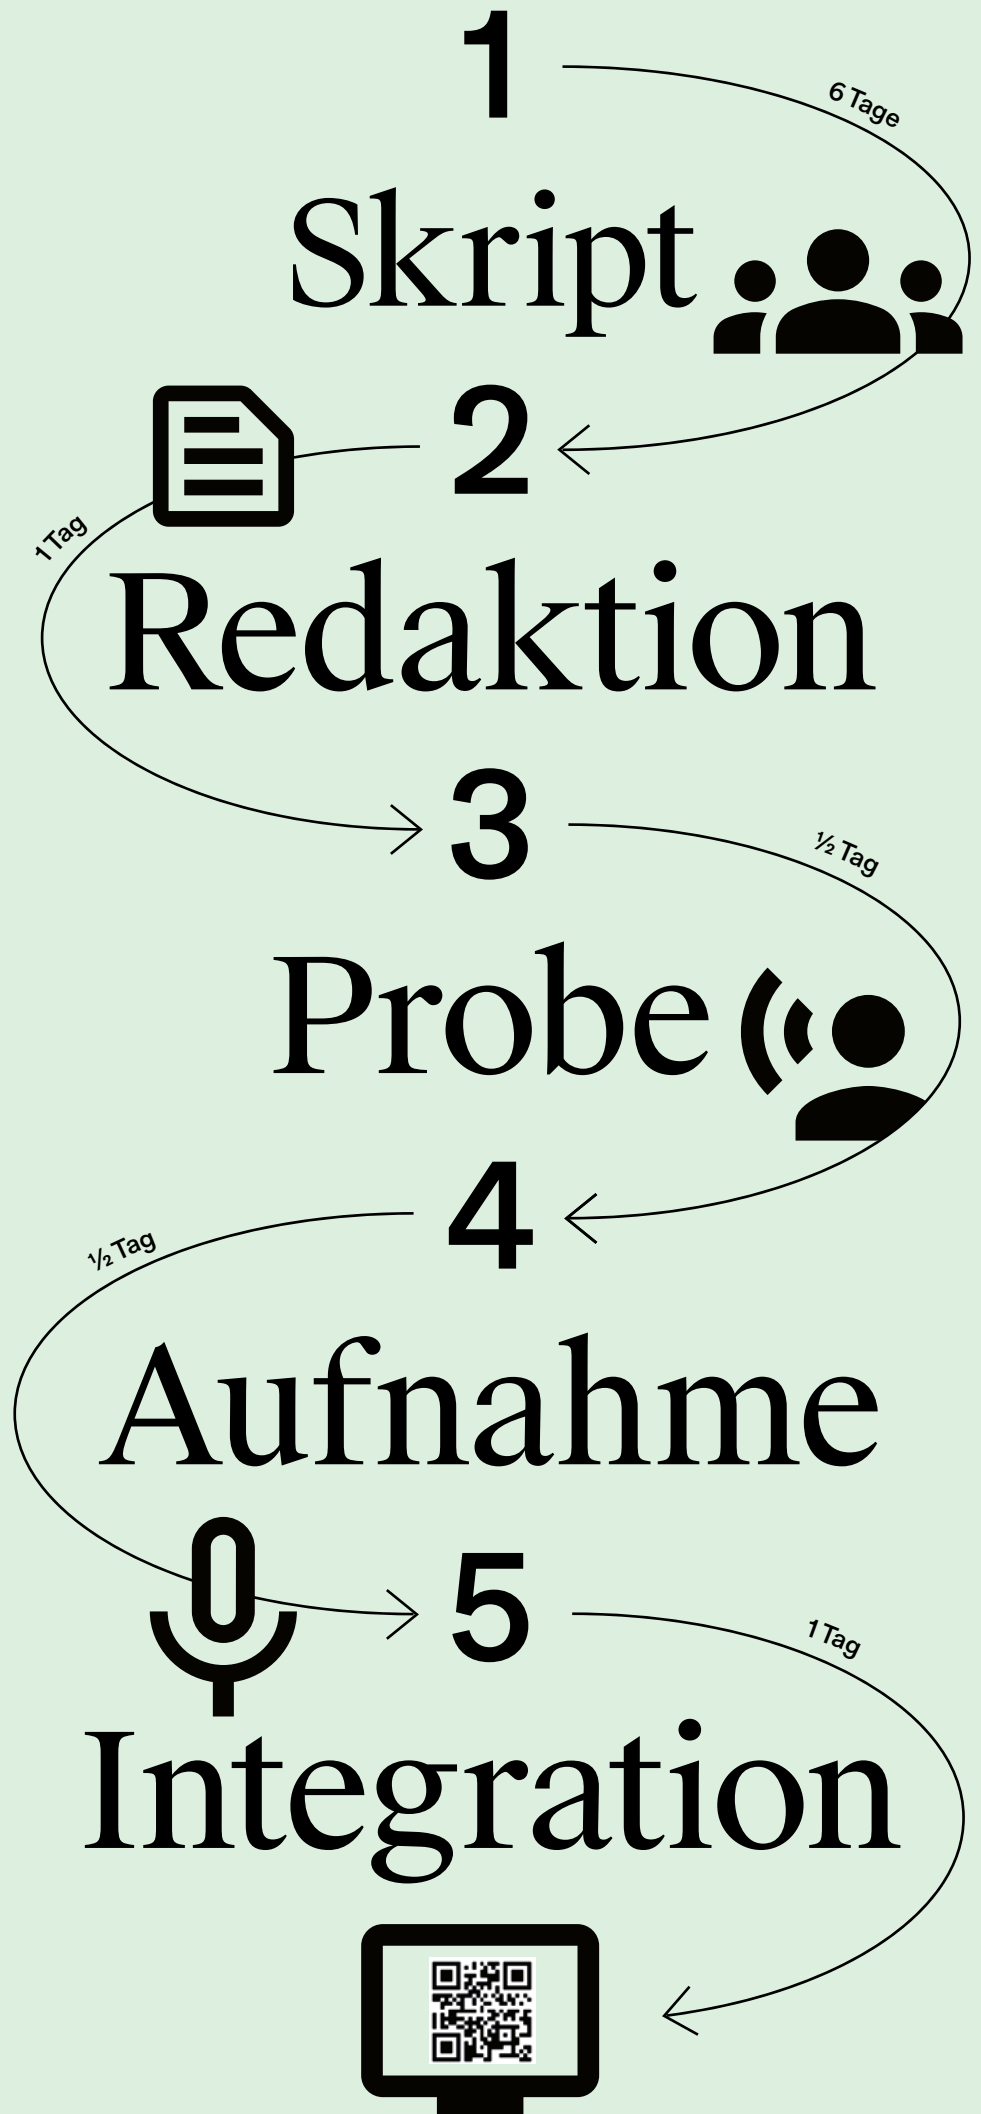 1
6 Tage
Skript
2
1 Tag
Redaktion
3
½ Tag
Probe
4
½ Tag
Aufnahme
5
1 Tag
Integration